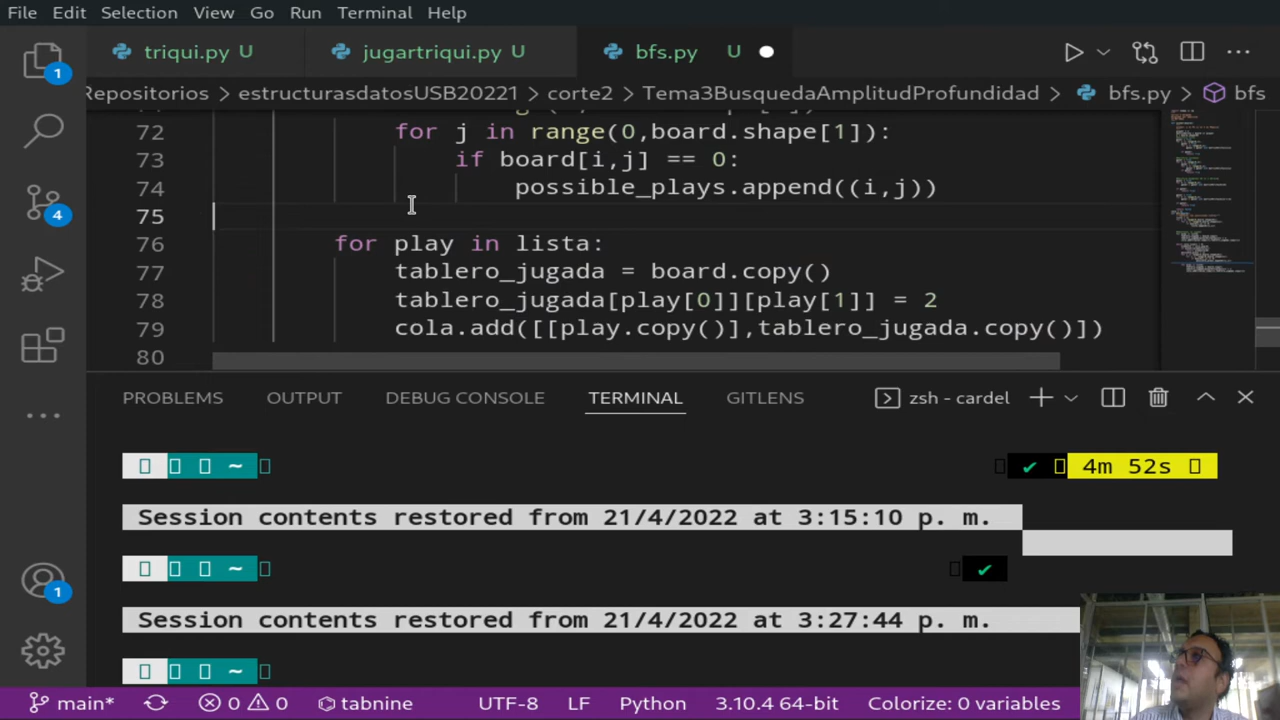 File Edit Selection View Go Run Terminal Help
triqui.py U jugartriqui.py U bfs.py U
Repositorios > estructurasdatosUSB20221 > corte2 > Tema3BusquedaAmplitudProfundidad > bfs.py > bfs
72 for j in range(0,board.shape[1]):
73 if board[i,j] == 0:
74 possible_plays.append((i,j))
75
76 for play in lista:
77 tablero_jugada = board.copy()
78 tablero_jugada[play[0]][play[1]] = 2
79 cola.add([[play.copy()],tablero_jugada.copy()])
80
PROBLEMS OUTPUT DEBUG CONSOLE TERMINAL GITLENS zsh - cardel
~ ✔ 4m 52s
Session contents restored from 21/4/2022 at 3:15:10 p. m.
~ ✔
Session contents restored from 21/4/2022 at 3:27:44 p. m.
~
1
4
1
main* 0 0 tabnine UTF-8 LF Python 3.10.4 64-bit Colorize: 0 variables